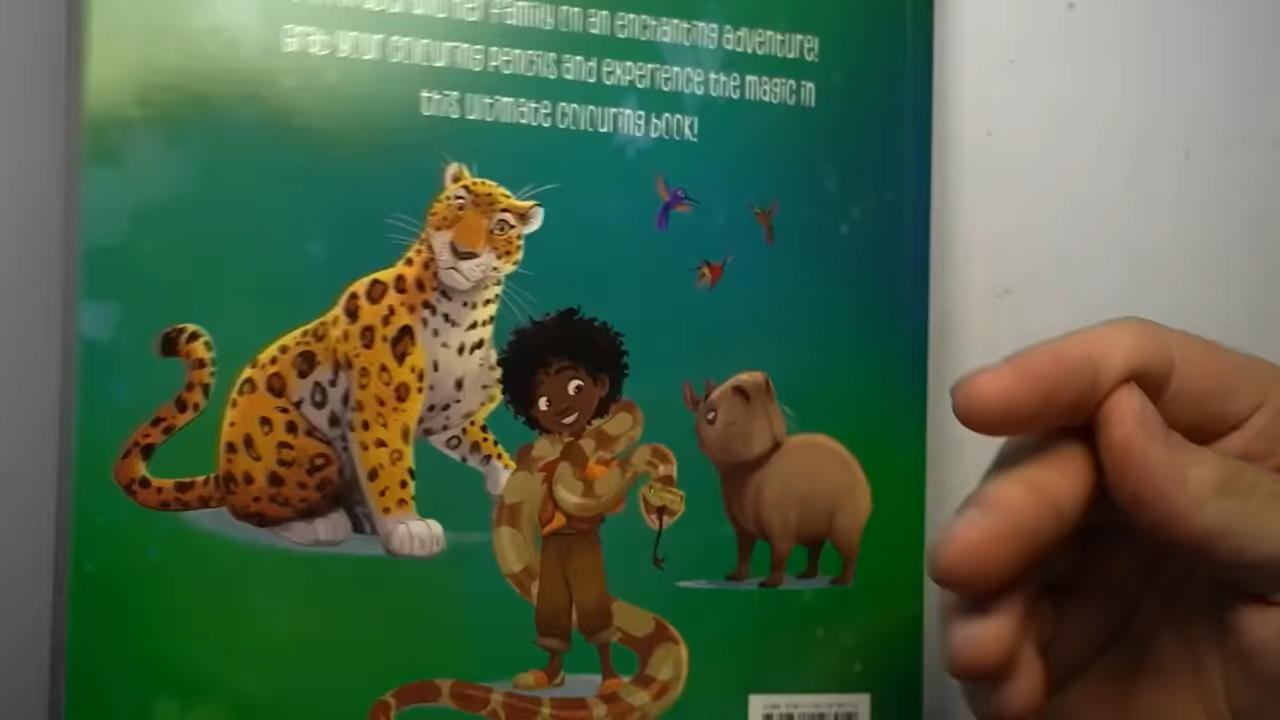 her family on an enchanting adventure!
Grab your colouring pencils and experience the magic in
this ultimate colouring book!